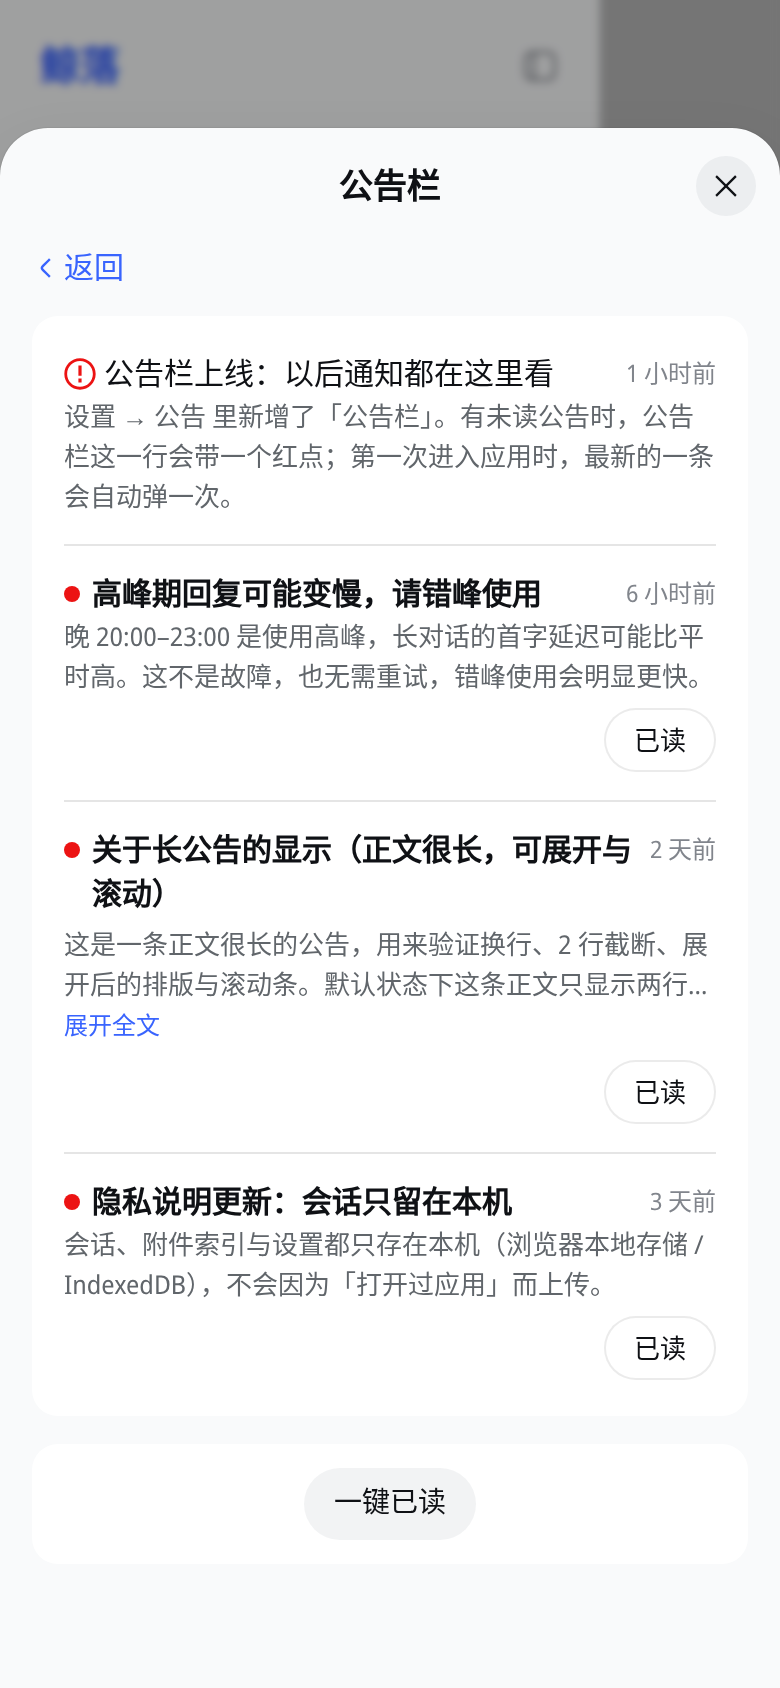 鲸落
公告栏
返回
公告栏上线：以后通知都在这里看
1 小时前
设置 → 公告 里新增了「公告栏」。有未读公告时，公告
栏这一行会带一个红点；第一次进入应用时，最新的一条
会自动弹一次。
高峰期回复可能变慢，请错峰使用
6 小时前
晚 20:00–23:00 是使用高峰，长对话的首字延迟可能比平
时高。这不是故障，也无需重试，错峰使用会明显更快。
已读
关于长公告的显示（正文很长，可展开与
2 天前
滚动）
这是一条正文很长的公告，用来验证换行、2 行截断、展
开后的排版与滚动条。默认状态下这条正文只显示两行...
展开全文
已读
隐私说明更新：会话只留在本机
3 天前
会话、附件索引与设置都只存在本机（浏览器本地存储 /
IndexedDB），不会因为「打开过应用」而上传。
已读
一键已读